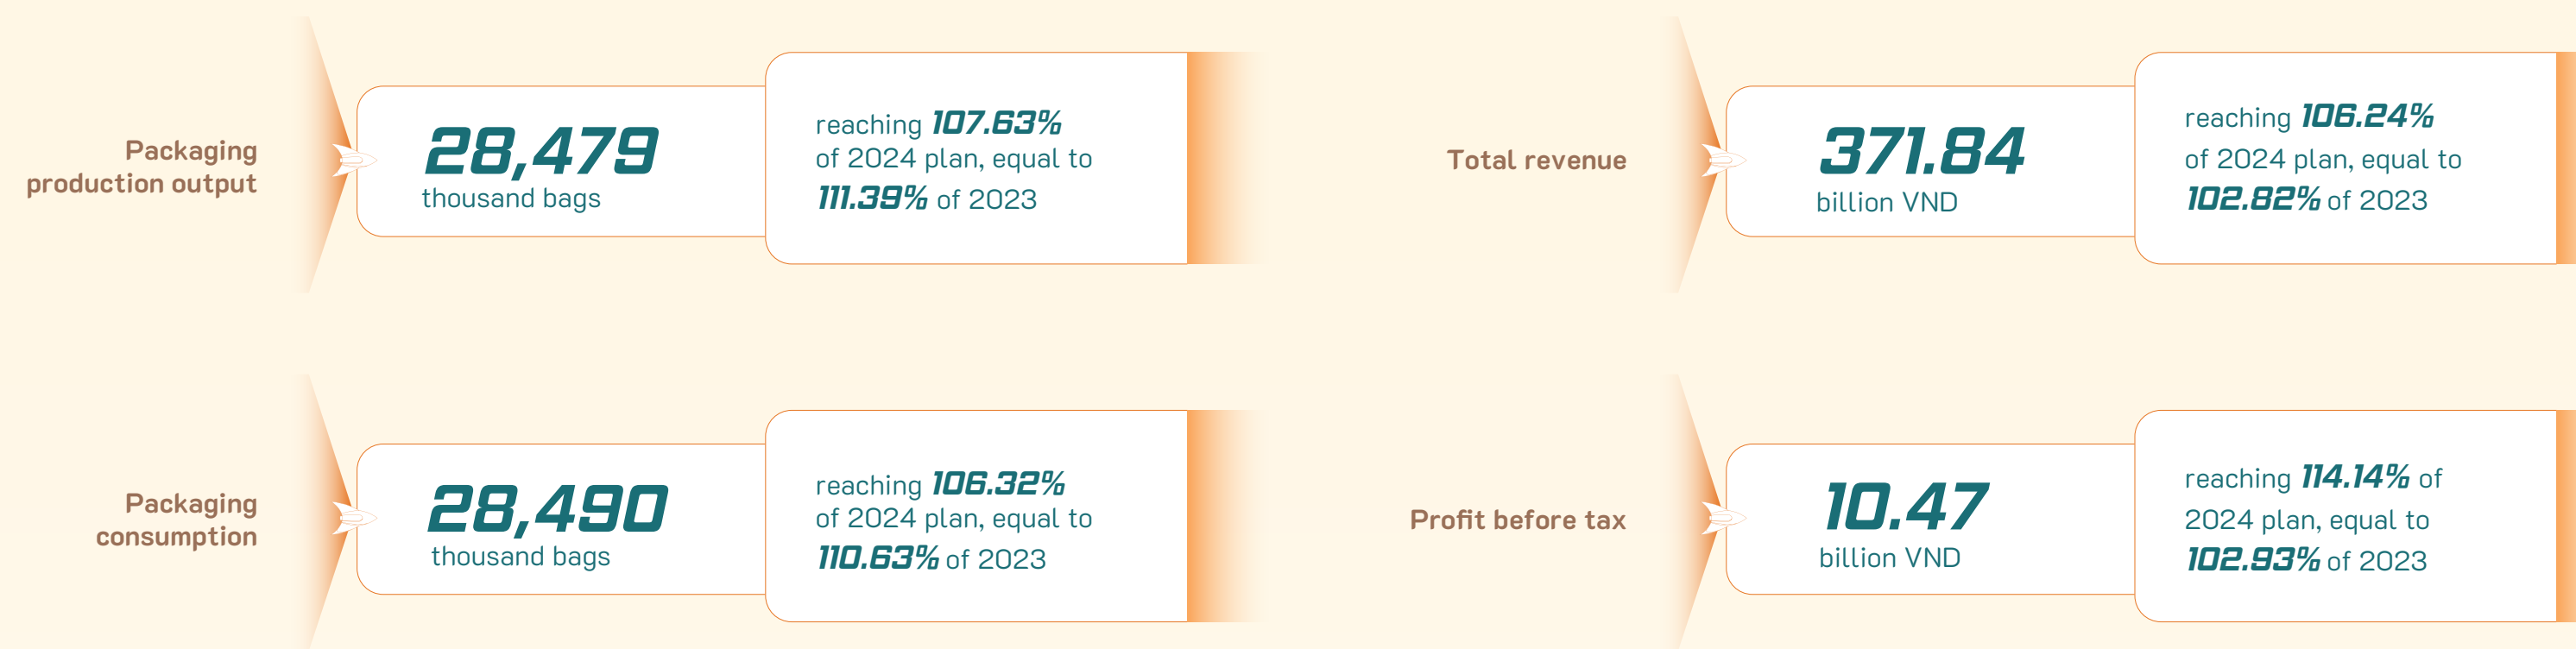 Packaging
production output
28,479
thousand bags
reaching 107.63%
of 2024 plan, equal to
111.39% of 2023
Total revenue
371.84
billion VND
reaching 106.24%
of 2024 plan, equal to
102.82% of 2023
Packaging
consumption
28,490
thousand bags
reaching 106.32%
of 2024 plan, equal to
110.63% of 2023
Profit before tax
10.47
billion VND
reaching 114.14% of
2024 plan, equal to
102.93% of 2023